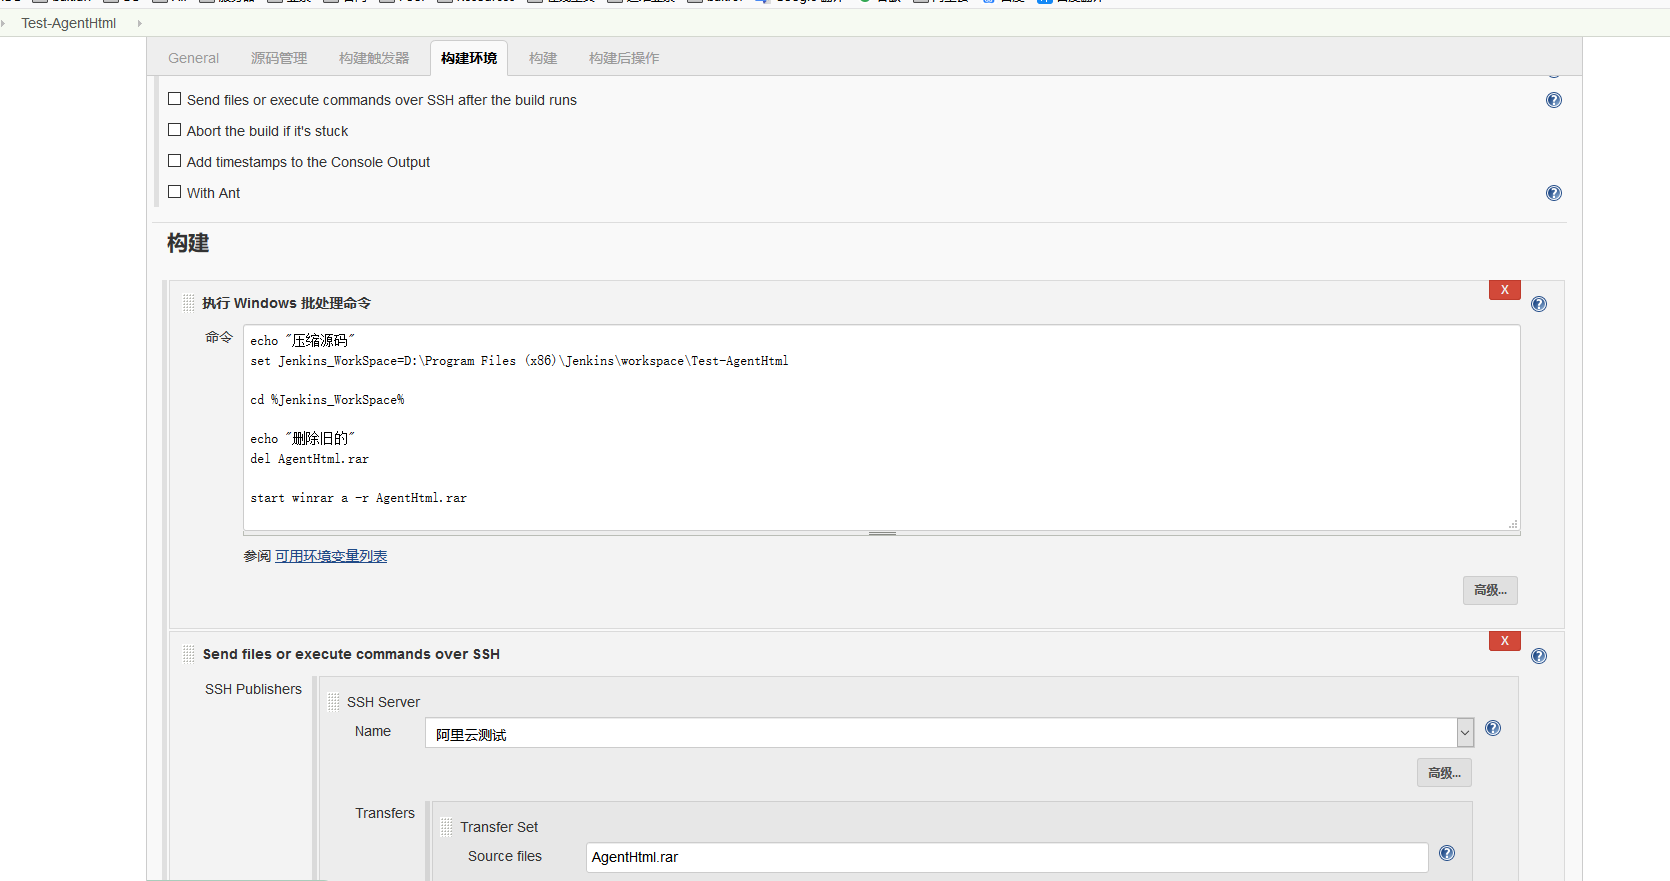 Test-AgentHtml
General 源码管理 构建触发器 构建环境 构建 构建后操作
Send files or execute commands over SSH after the build runs
Abort the build if it's stuck
Add timestamps to the Console Output
With Ant
构建
X
执行 Windows 批处理命令
命令
echo "压缩源码"
set Jenkins_WorkSpace=D:\Program Files (x86)\Jenkins\workspace\Test-AgentHtml
cd %Jenkins_WorkSpace%
echo "删除旧的"
del AgentHtml.rar
start winrar a -r AgentHtml.rar
参阅 可用环境变量列表
高级...
X
Send files or execute commands over SSH
SSH Publishers
SSH Server
Name 阿里云测试
高级...
Transfers
Transfer Set
Source files AgentHtml.rar